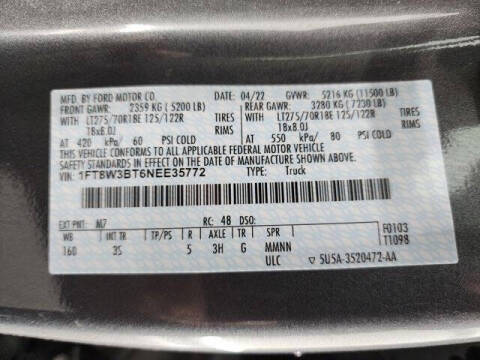 MFD. BY FORD MOTOR CO.
04/22 GVWR: 5216 KG (11500 LB)
FRONT GAWR: 2359 KG (5200 LB) REAR GAWR: 3280 KG (7230 LB)
WITH LT275/70R18E 125/122R TIRES WITH LT275/70R18E 125/122R TIRES
18x8.0J RIMS 18x8.0J RIMS
AT 420 kPa/ 60 PSI COLD AT 550 kPa/ 80 PSI COLD
THIS VEHICLE CONFORMS TO ALL APPLICABLE FEDERAL MOTOR VEHICLE
SAFETY STANDARDS IN EFFECT ON THE DATE OF MANUFACTURE SHOWN ABOVE.
VIN: 1FT8W3BT6NEE35772 TYPE: Truck
EXT PNT: M7 RC: 48 DSO: F0103
WB INT TR TP/PS R AXLE TR SPR T1098
160 3S 5 3H G MMNN
ULC ▽ 5U5A-3520472-AA